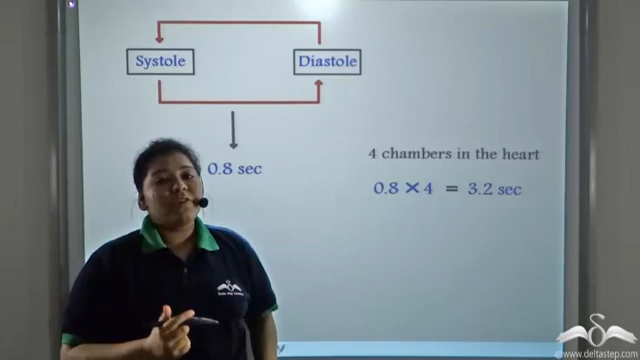 Systole
Diastole
0.8 sec
4 chambers in the heart
0.8 × 4 = 3.2 sec
www.deltastep.com